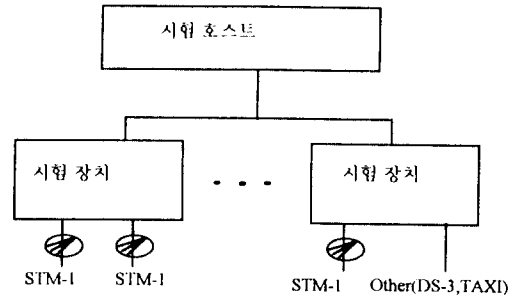 시험 호스트
시험 장치
. . .
시험 장치
STM-1 STM-1 STM-1 Other(DS-3,TAXI)